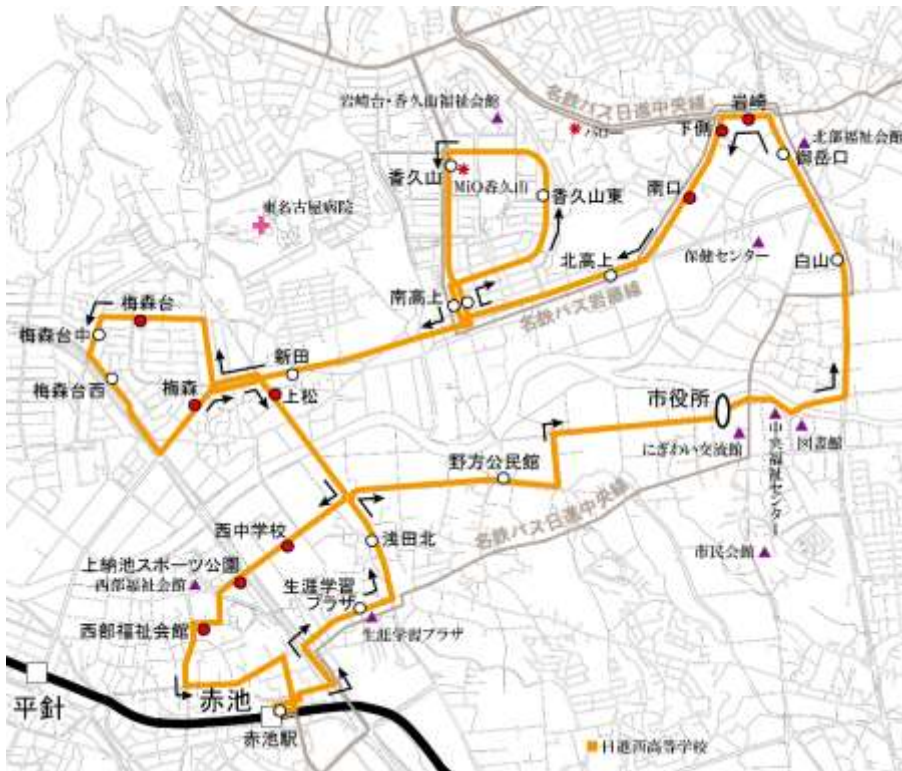 名鉄バス日進中央線
岩崎
岩崎台・香久山福祉会館
下側
バロー
北部福祉会館
御岳口
香久山
MiO香久山
香久山東
南口
東名古屋病院
保健センター
白山
北高上
南高上
名鉄バス岩藤線
梅森台
梅森台中
新田
梅森台西
梅森
上松
市役所
にぎわい交流館
図書館
中央福祉センター
野方公民館
名鉄バス日進中央線
西中学校
浅田北
市民会館
上納池スポーツ公園
西部福祉会館
生涯学習
プラザ
西部福祉会館
生涯学習プラザ
赤池
平針
赤池駅
日進西高等学校